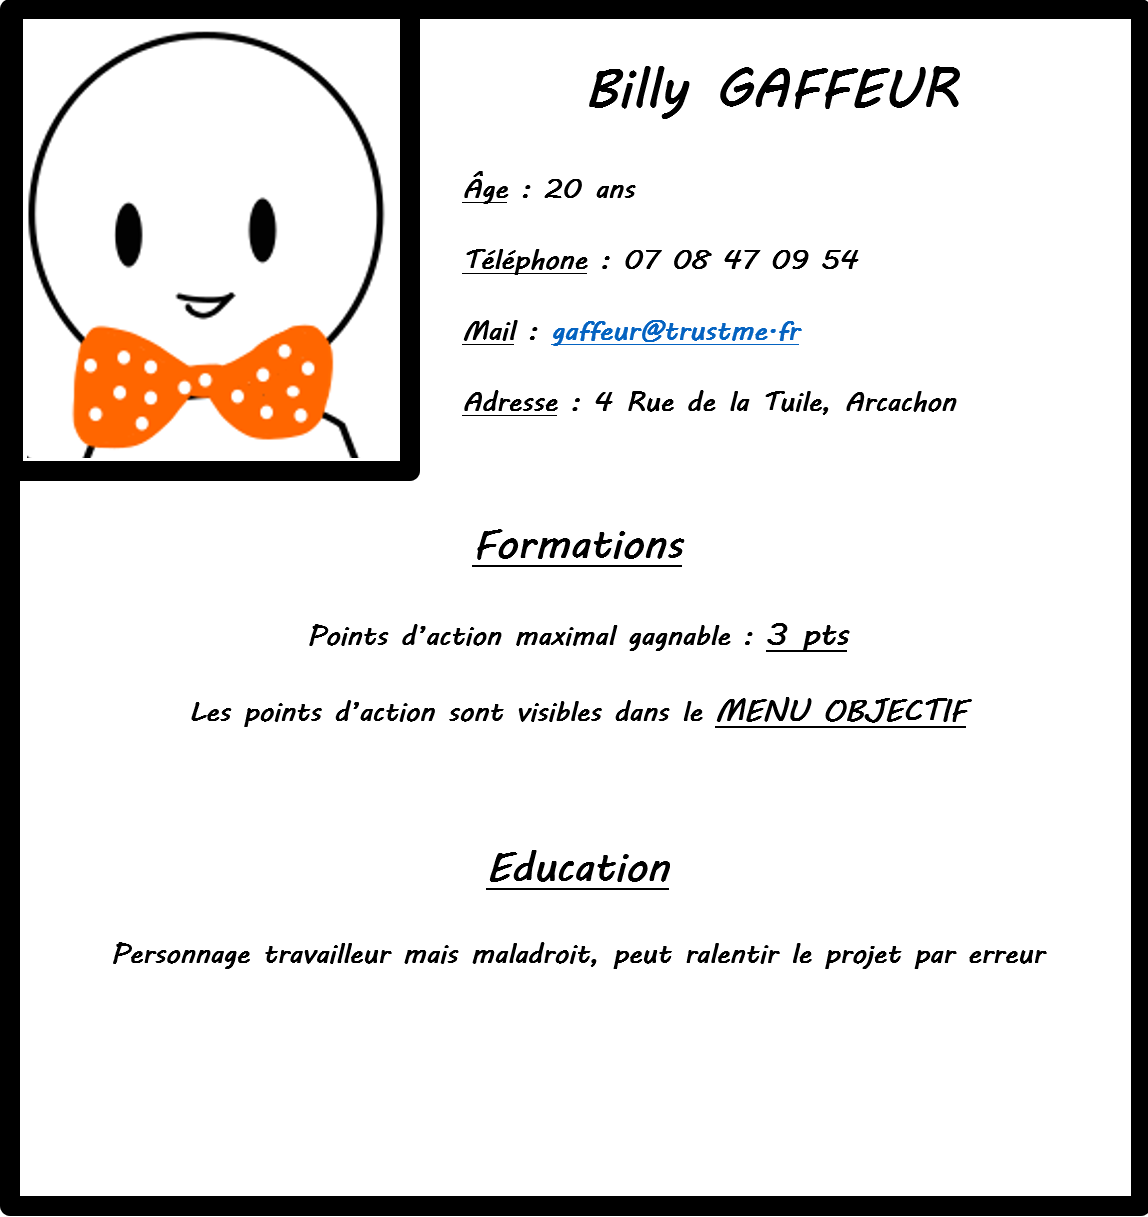 Billy GAFFEUR
Âge : 20 ans
Téléphone : 07 08 47 09 54
Mail : gaffeur@trustme.fr
Adresse : 4 Rue de la Tuile, Arcachon
Formations
Points d’action maximal gagnable : 3 pts
Les points d’action sont visibles dans le MENU OBJECTIF
Education
Personnage travailleur mais maladroit, peut ralentir le projet par erreur